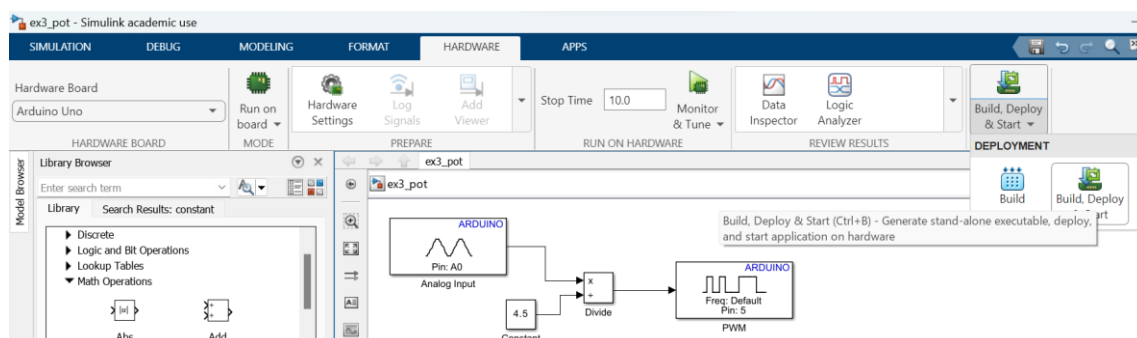 ex3_pot - Simulink academic use
SIMULATION DEBUG MODELING FORMAT HARDWARE APPS
Hardware Board
Arduino Uno
HARDWARE BOARD
Run on
board
MODE
Hardware
Settings
Log
Signals
Add
Viewer
PREPARE
Stop Time 10.0
Monitor
& Tune
RUN ON HARDWARE
Data
Inspector
Logic
Analyzer
REVIEW RESULTS
Build, Deploy
& Start
DEPLOYMENT
Build
Build, Deploy
Build, Deploy & Start (Ctrl+B) - Generate stand-alone executable, deploy,
and start application on hardware
Model Browser
Library Browser
Enter search term
Library Search Results: constant
Discrete
Logic and Bit Operations
Lookup Tables
Math Operations
|u|
Abs
Add
ex3_pot
ex3_pot
ARDUINO
Pin: A0
Analog Input
4.5
Constant
×
÷
Divide
ARDUINO
Freq: Default
Pin: 5
PWM